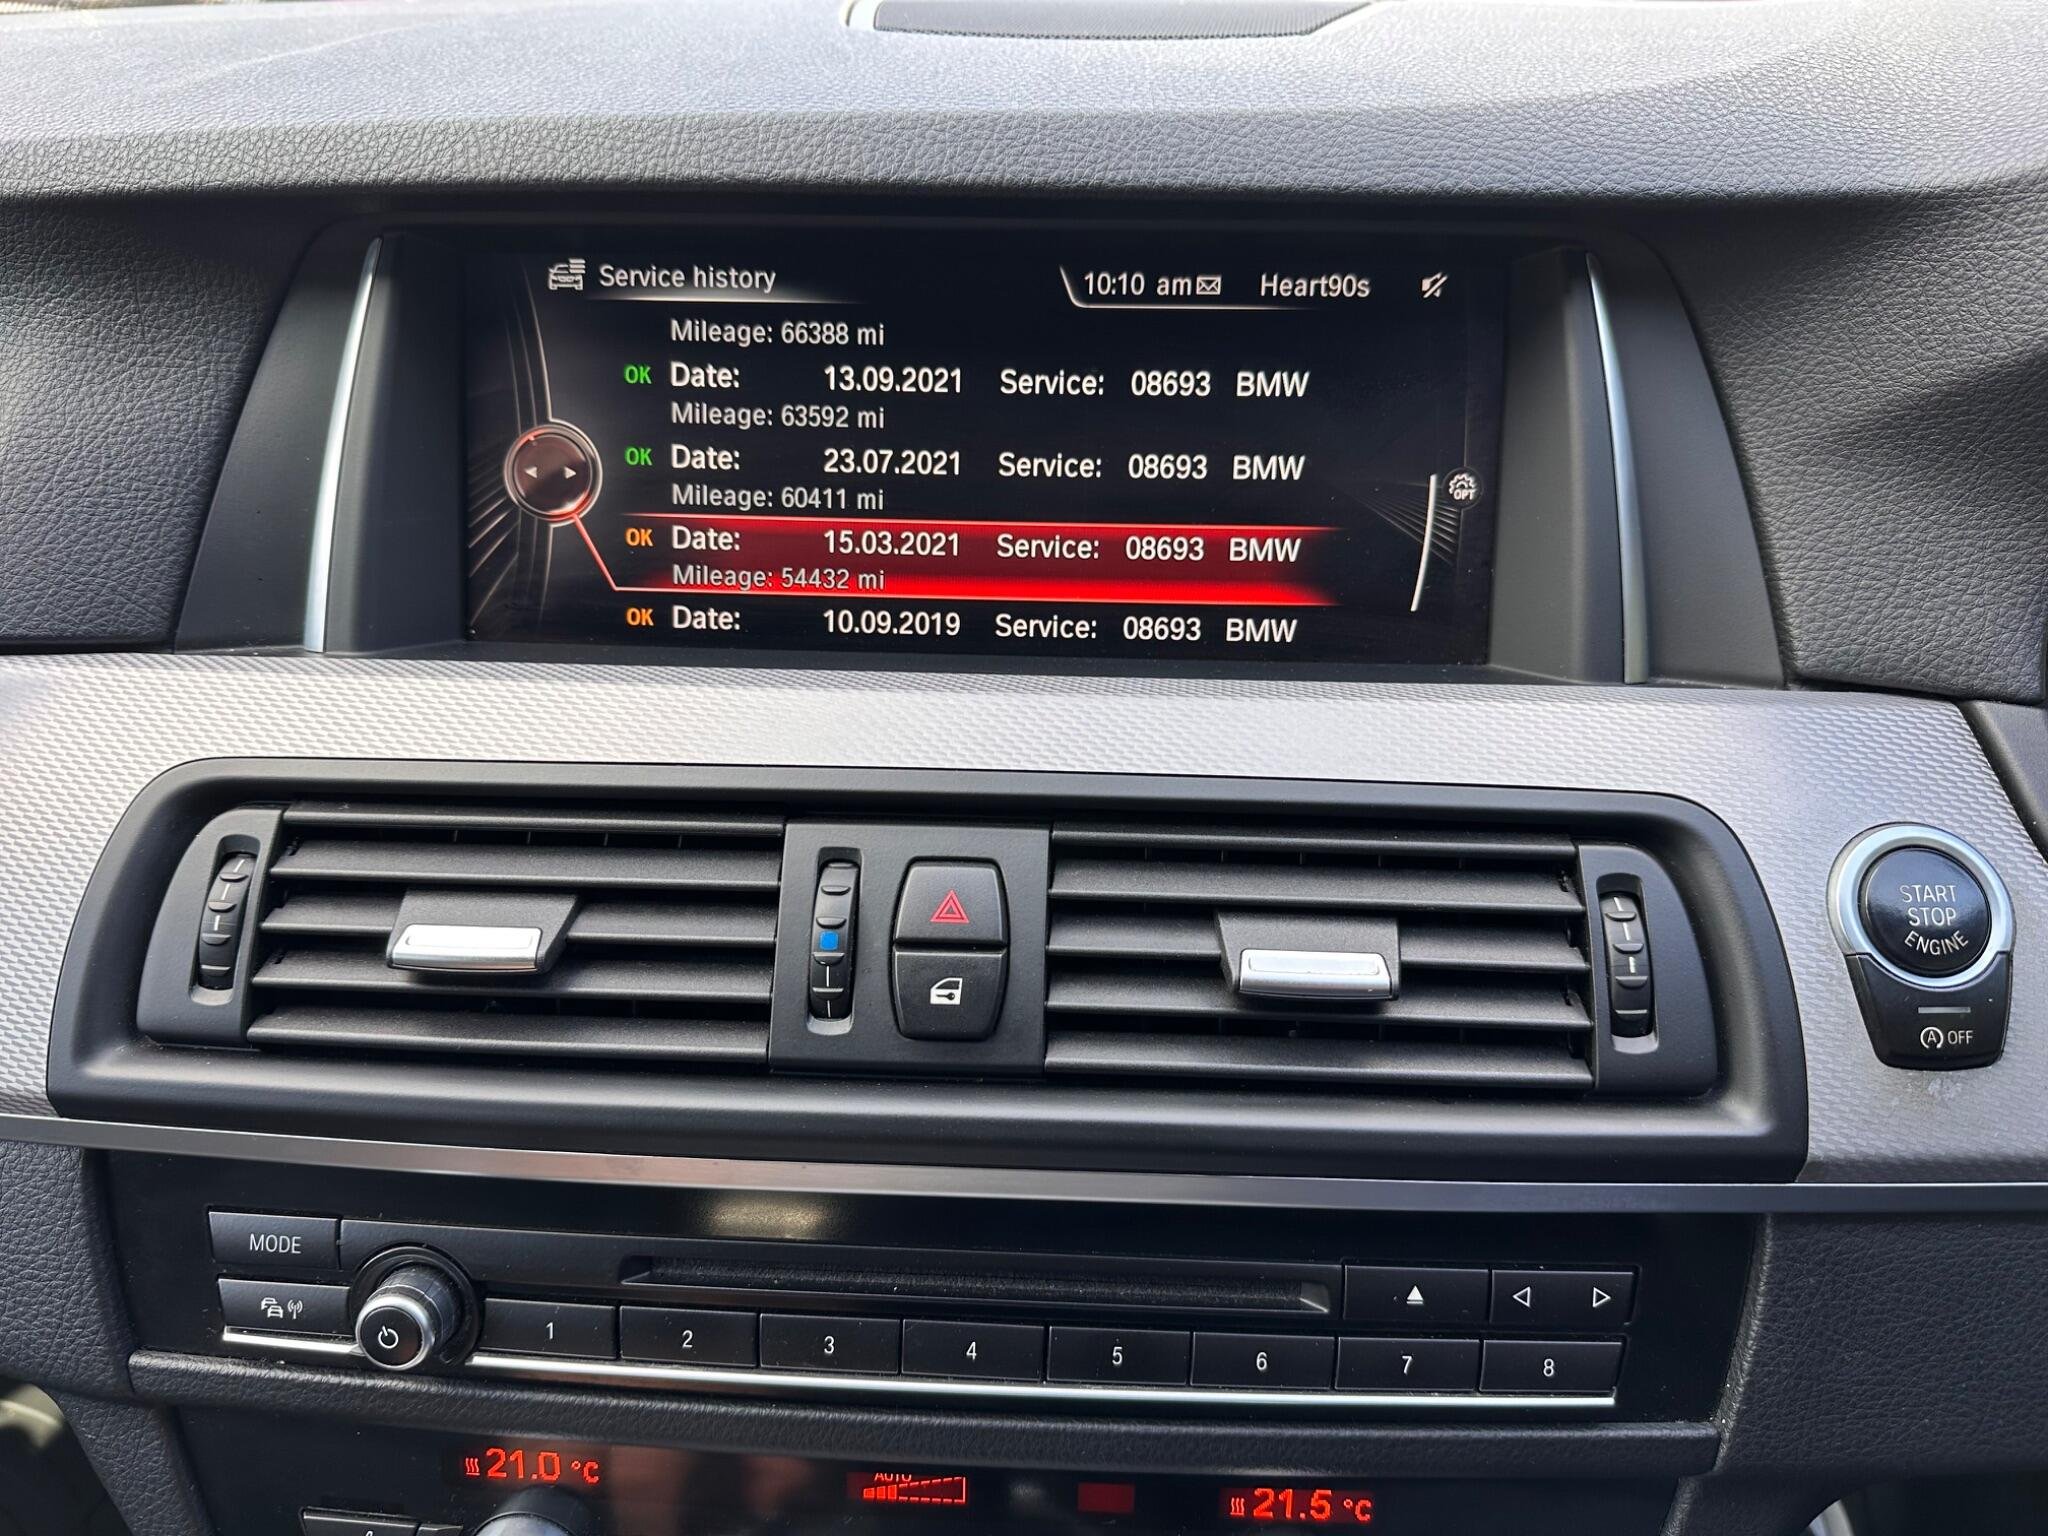 Service history
10:10 am Heart90s
Mileage: 66388 mi
OK Date: 13.09.2021 Service: 08693 BMW
Mileage: 63592 mi
OK Date: 23.07.2021 Service: 08693 BMW
Mileage: 60411 mi
OPT
OK Date: 15.03.2021 Service: 08693 BMW
Mileage: 54432 mi
OK Date: 10.09.2019 Service: 08693 BMW
START
STOP
ENGINE
A OFF
MODE
1 2 3 4 5 6 7 8
21.0 °C
AUTO
21.5 °C